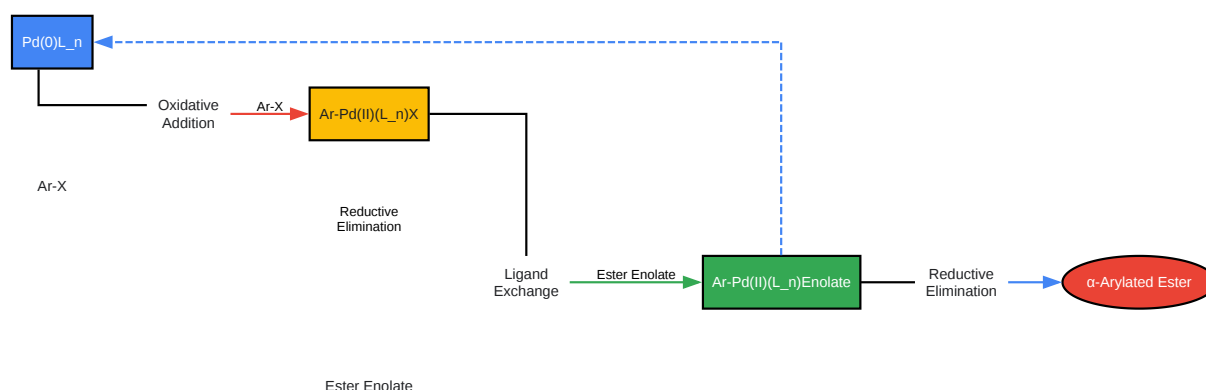 Pd(0)L_n
Oxidative
Addition
Ar-X
Ar-Pd(II)(L_n)X
Ar-X
Reductive
Elimination
Ligand
Exchange
Ester Enolate
Ar-Pd(II)(L_n)Enolate
Reductive
Elimination
α-Arylated Ester
Ester Enolate